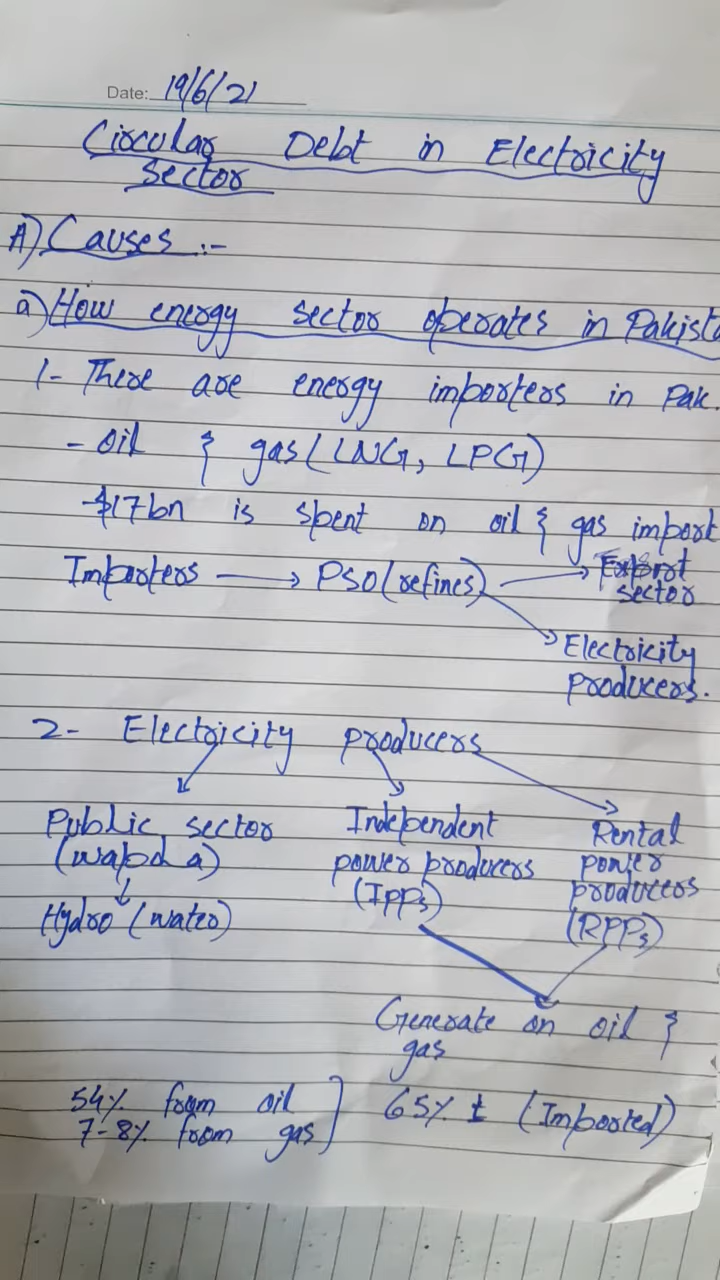 Date: 19/6/21
Circular Debt in Electricity
Sector
A) Causes :-
a) How energy sector operates in Pakista
1- There are energy importers in Pak.
- Oil & gas (LNG, LPG)
-$17bn is spent on oil & gas import
Importers → PSO (refines) → Export
sector
→ Electricity
producers.
2- Electricity producers
Public sector Independent Rental
(wapda) power producers power
(IPPs) producers
Hydro (water) (RPPs)
Generate on oil &
gas
54% from oil 65% ± (Imported)
7-8% from gas